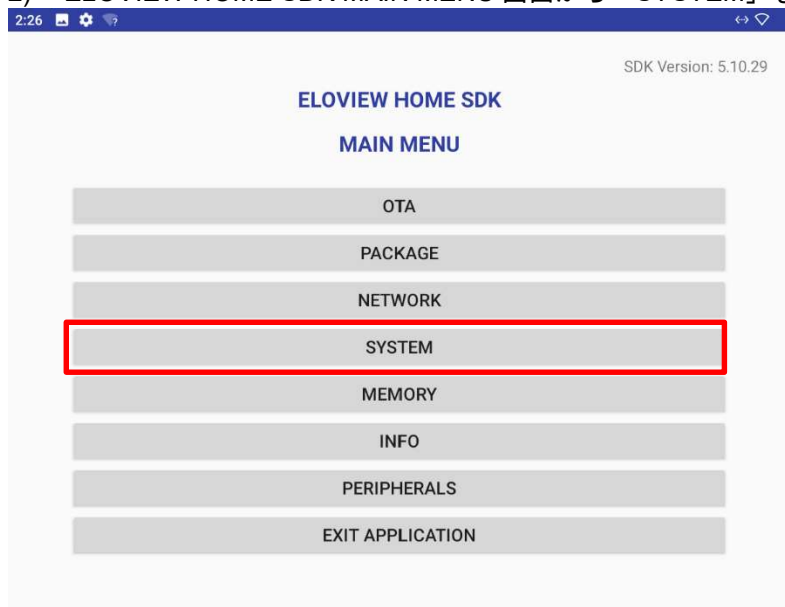 2:26
SDK Version: 5.10.29
ELOVIEW HOME SDK
MAIN MENU
OTA
PACKAGE
NETWORK
SYSTEM
MEMORY
INFO
PERIPHERALS
EXIT APPLICATION